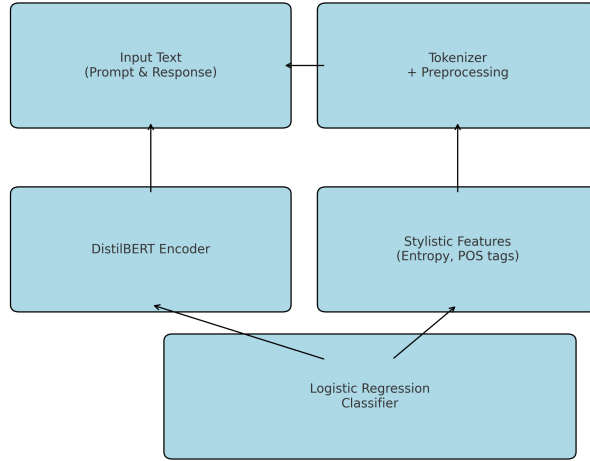 Input Text
(Prompt & Response)
Tokenizer
+ Preprocessing
DistilBERT Encoder
Stylistic Features
(Entropy, POS tags)
Logistic Regression
Classifier